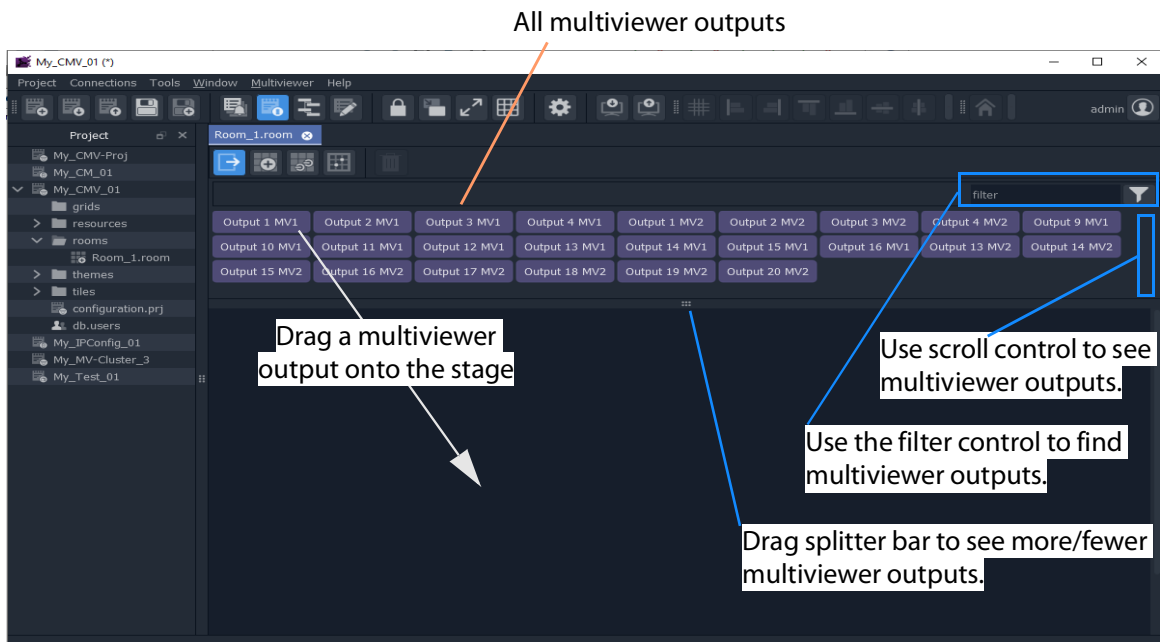 All multiviewer outputs
My_CMV_01 (*)
Project Connections Tools Window Multiviewer Help
admin
Project
Room_1.room
My_CMV-Proj
My_CM_01
My_CMV_01
grids
resources
rooms
Room_1.room
themes
tiles
configuration.prj
db.users
My_IPConfig_01
My_MV-Cluster_3
My_Test_01
filter
Output 1 MV1 Output 2 MV1 Output 3 MV1 Output 4 MV1 Output 1 MV2 Output 2 MV2 Output 3 MV2 Output 4 MV2 Output 9 MV1
Output 10 MV1 Output 11 MV1 Output 12 MV1 Output 13 MV1 Output 14 MV1 Output 15 MV1 Output 16 MV1 Output 13 MV2 Output 14 MV2
Output 15 MV2 Output 16 MV2 Output 17 MV2 Output 18 MV2 Output 19 MV2 Output 20 MV2
Drag a multiviewer
output onto the stage
Use scroll control to see
multiviewer outputs.
Use the filter control to find
multiviewer outputs.
Drag splitter bar to see more/fewer
multiviewer outputs.